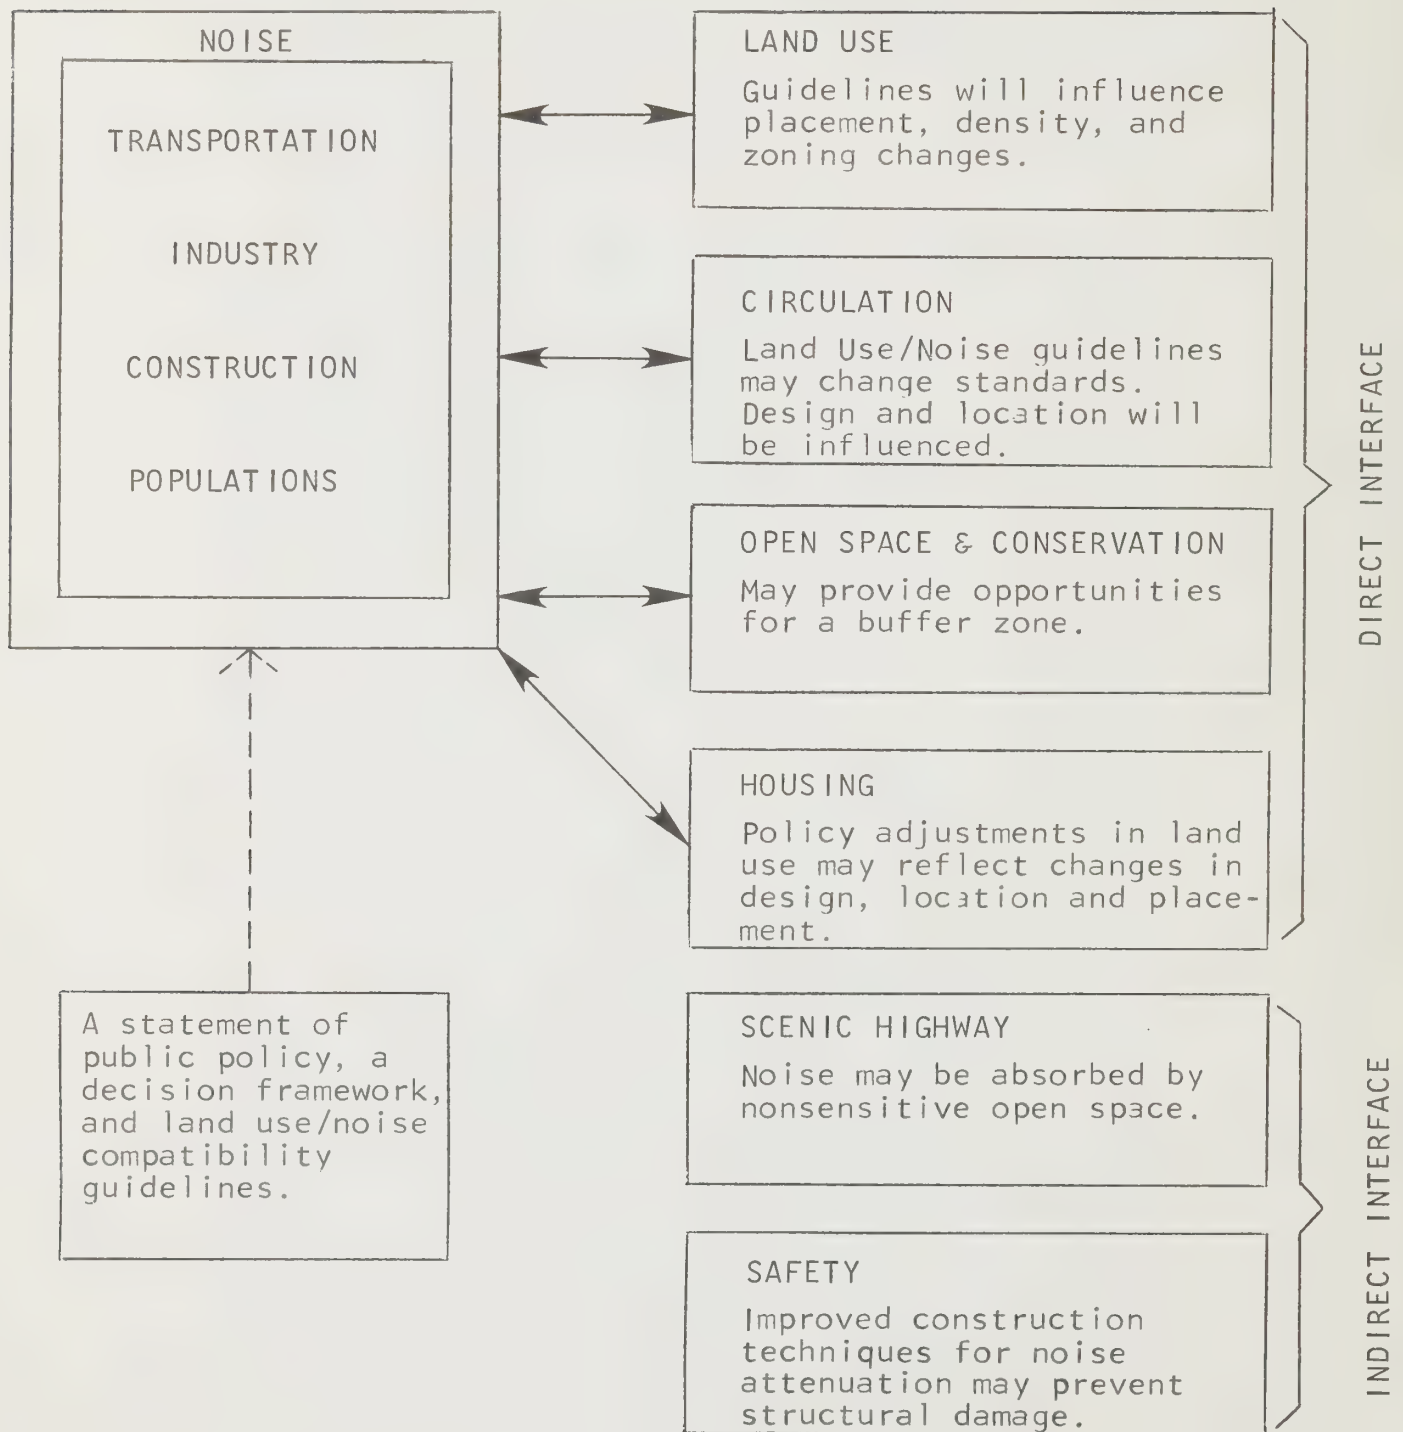 NOISE
TRANSPORTATION
INDUSTRY
CONSTRUCTION
POPULATIONS
A statement of
public policy, a
decision framework,
and land use/noise
compatibility
guidelines.
LAND USE
Guidelines will influence
placement, density, and
zoning changes.
CIRCULATION
Land Use/Noise guidelines
may change standards.
Design and location will
be influenced.
OPEN SPACE & CONSERVATION
May provide opportunities
for a buffer zone.
HOUSING
Policy adjustments in land
use may reflect changes in
design, location and place-
ment.
DIRECT INTERFACE
SCENIC HIGHWAY
Noise may be absorbed by
nonsensitive open space.
SAFETY
Improved construction
techniques for noise
attenuation may prevent
structural damage.
INDIRECT INTERFACE